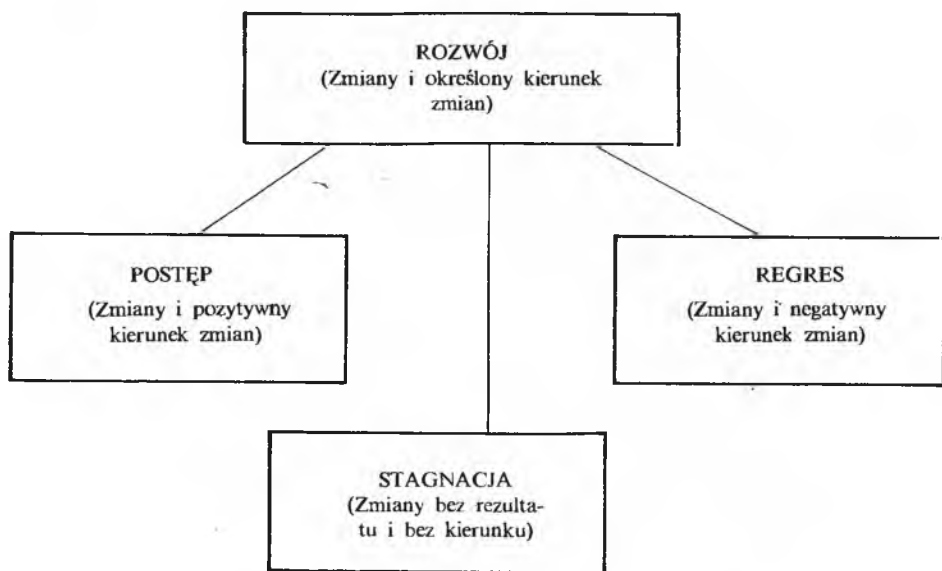 ROZWÓJ
(Zmiany i określony kierunek
zmian)
POSTĘP
(Zmiany i pozytywny
kierunek zmian)
REGRES
(Zmiany i negatywny
kierunek zmian)
STAGNACJA
(Zmiany bez rezulta-
tu i bez kierunku)